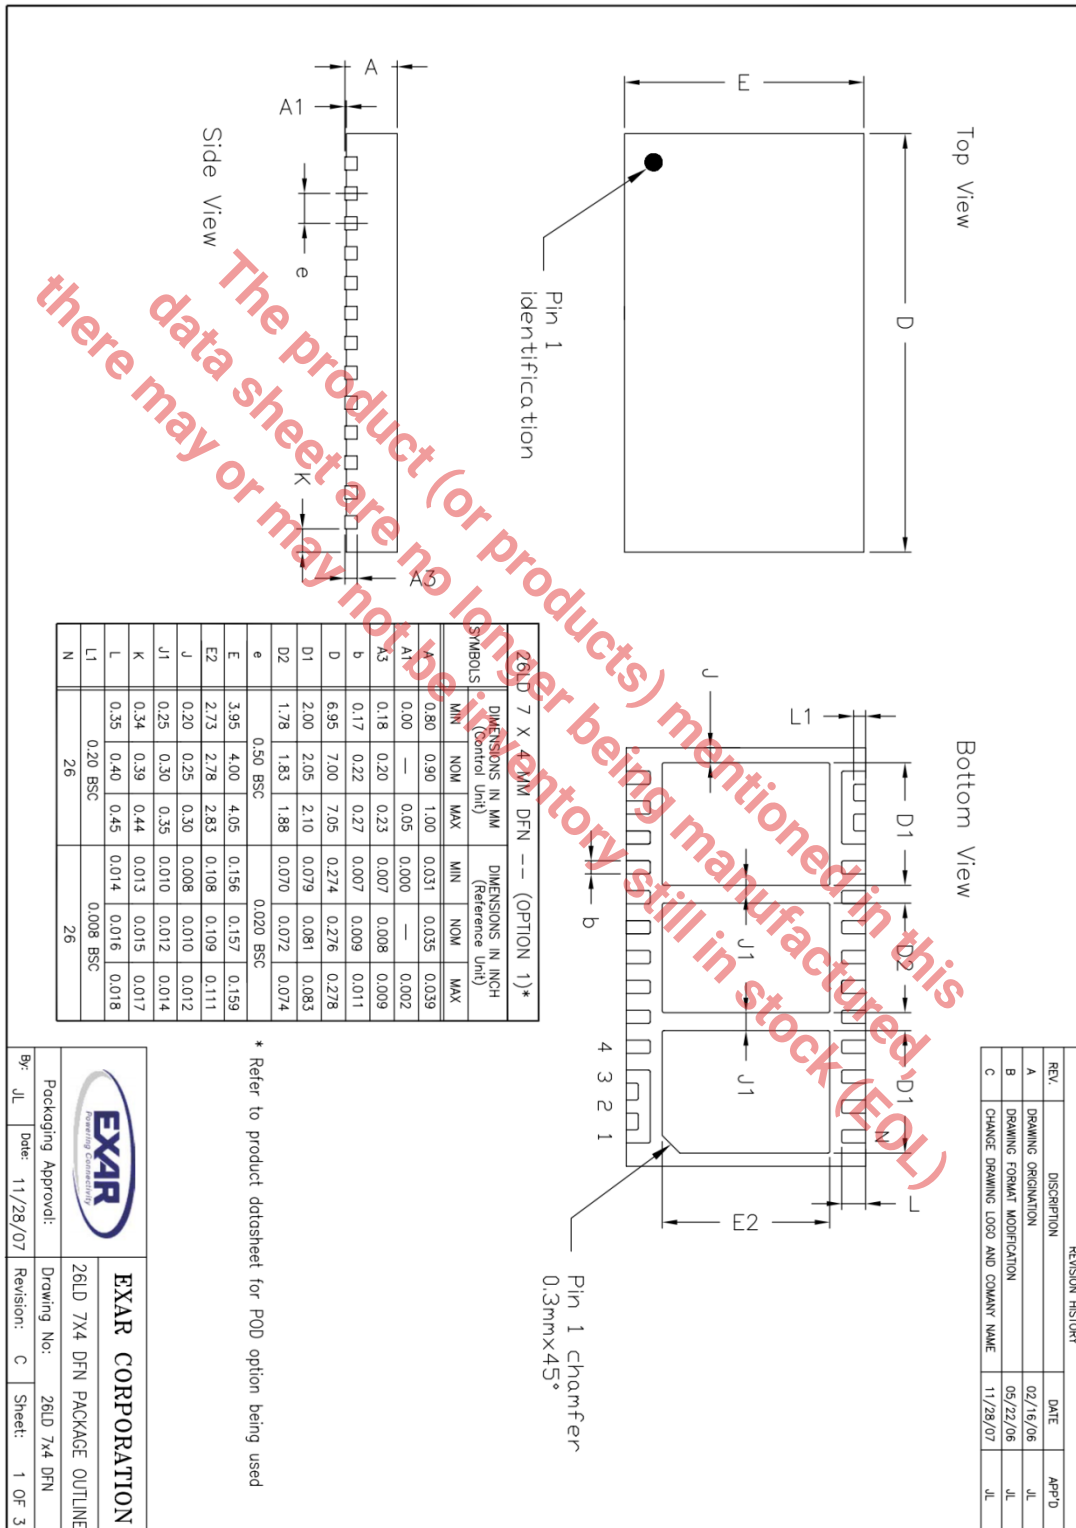 REVISION HISTORY
REV. DISCRIPTION DATE APP'D
A DRAWING ORIGINATION 02/16/06 JL
B DRAWING FORMAT MODIFICATION 05/22/06 JL
C CHANGE DRAWING LOGO AND COMANY NAME 11/28/07 JL
Top View
D
E
Pin 1
identification
Side View
A
A1
e
K
A3
Bottom View
D1
D2
D1
L1
J
J1
J1
b
N
L
E2
4 3 2 1
Pin 1 chamfer
0.3mmx45°
26LD 7 X 4 MM DFN -- (OPTION 1)*
SYMBOLS DIMENSIONS IN MM (Control Unit) DIMENSIONS IN INCH (Reference Unit)
MIN NOM MAX MIN NOM MAX
A 0.80 0.90 1.00 0.031 0.035 0.039
A1 0.00 — 0.05 0.000 — 0.002
A3 0.18 0.20 0.23 0.007 0.008 0.009
b 0.17 0.22 0.27 0.007 0.009 0.011
D 6.95 7.00 7.05 0.274 0.276 0.278
D1 2.00 2.05 2.10 0.079 0.081 0.083
D2 1.78 1.83 1.88 0.070 0.072 0.074
e 0.50 BSC 0.020 BSC
E 3.95 4.00 4.05 0.156 0.157 0.159
E2 2.73 2.78 2.83 0.108 0.109 0.111
J 0.20 0.25 0.30 0.008 0.010 0.012
J1 0.25 0.30 0.35 0.010 0.012 0.014
K 0.34 0.39 0.44 0.013 0.015 0.017
L 0.35 0.40 0.45 0.014 0.016 0.018
L1 0.20 BSC 0.008 BSC
N 26 26
* Refer to product datasheet for POD option being used
EXAR
Powering Connectivity
EXAR CORPORATION
26LD 7X4 DFN PACKAGE OUTLINE
Packaging Approval: Drawing No: 26LD 7x4 DFN
By: JL Date: 11/28/07 Revision: C Sheet: 1 OF 3
The product (or products) mentioned in this
data sheet are no longer being manufactured,
there may or may not be inventory still in stock (EOL)